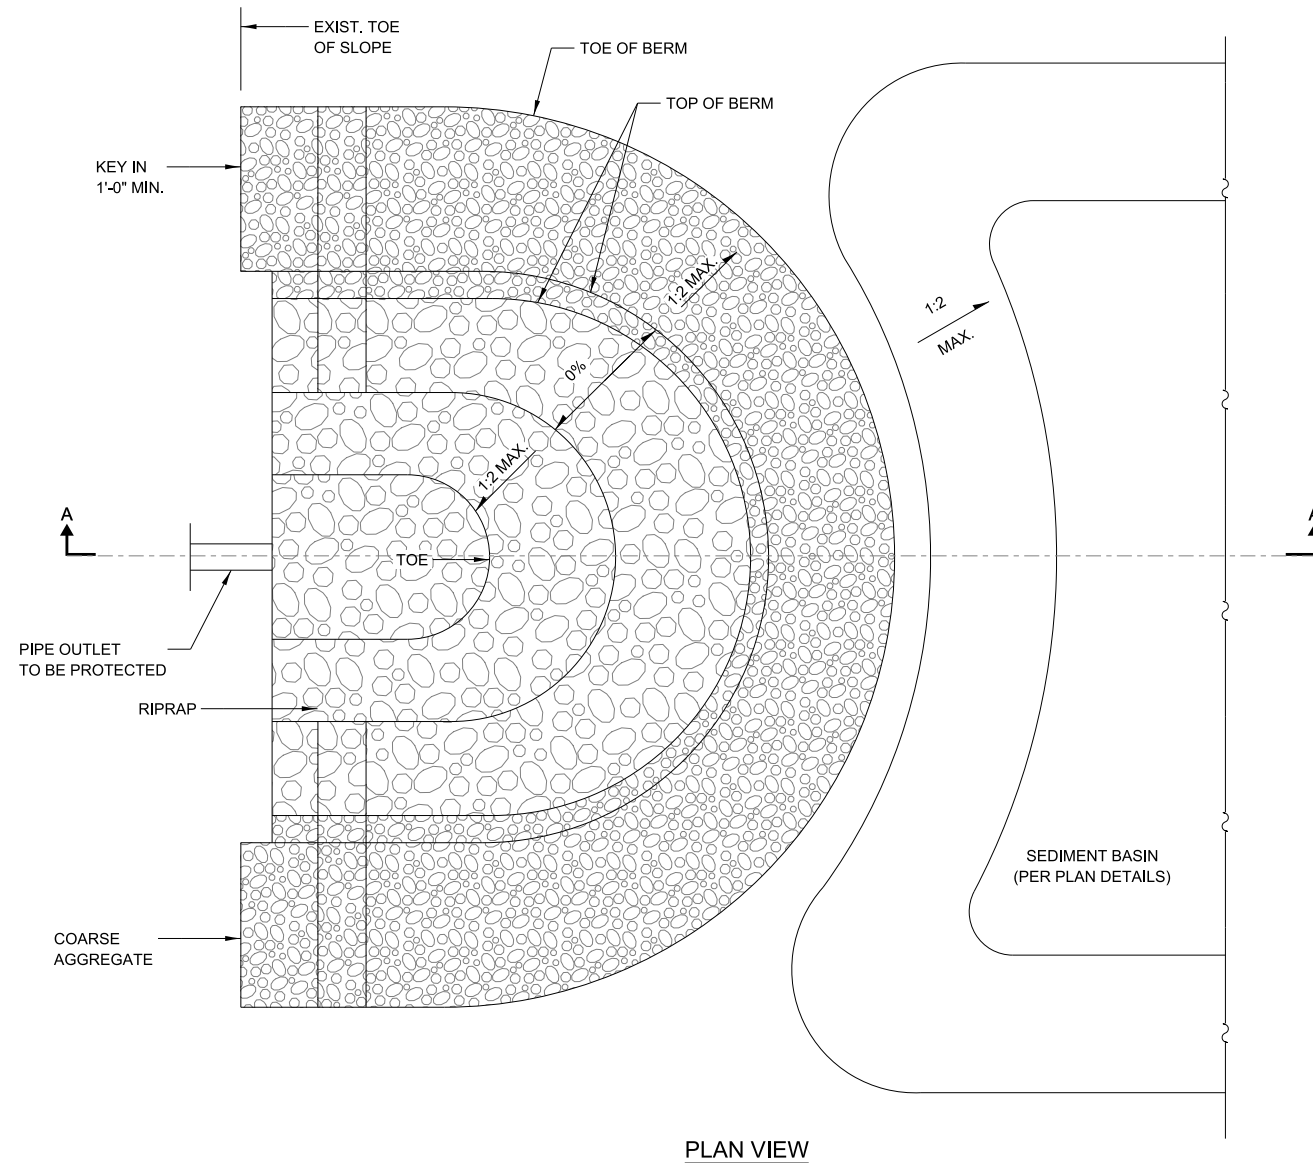 EXIST. TOE
OF SLOPE
TOE OF BERM
TOP OF BERM
KEY IN
1'-0" MIN.
1:2 MAX.
1:2
MAX.
0%
1:2 MAX.
A
A
TOE
PIPE OUTLET
TO BE PROTECTED
RIPRAP
SEDIMENT BASIN
(PER PLAN DETAILS)
COARSE
AGGREGATE
PLAN VIEW